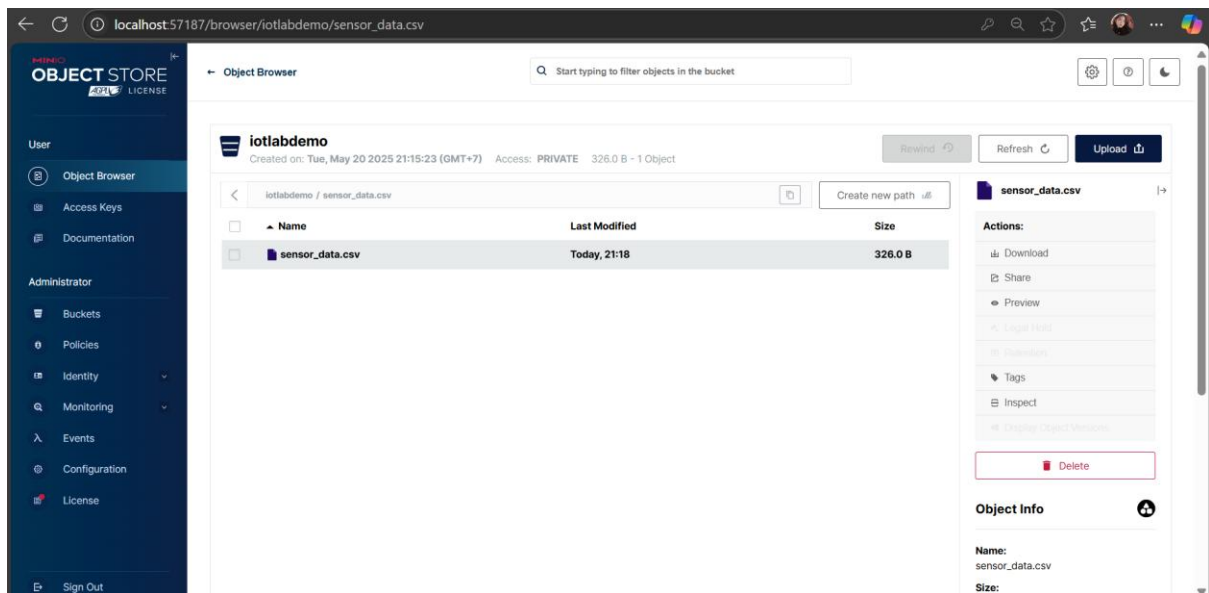 localhost:57187/browser/iotlabdemo/sensor_data.csv
MINIO
OBJECT STORE
AGPLv3 LICENSE
← Object Browser
Start typing to filter objects in the bucket
User
Object Browser
Access Keys
Documentation
Administrator
Buckets
Policies
Identity
Monitoring
Events
Configuration
License
Sign Out
iotlabdemo
Created on: Tue, May 20 2025 21:15:23 (GMT+7) Access: PRIVATE 326.0 B - 1 Object
Rewind
Refresh
Upload
iotlabdemo / sensor_data.csv
Create new path
Name Last Modified Size
sensor_data.csv Today, 21:18 326.0 B
sensor_data.csv
Actions:
Download
Share
Preview
Legal Hold
Retention
Tags
Inspect
Display Object Versions
Delete
Object Info
Name:
sensor_data.csv
Size: